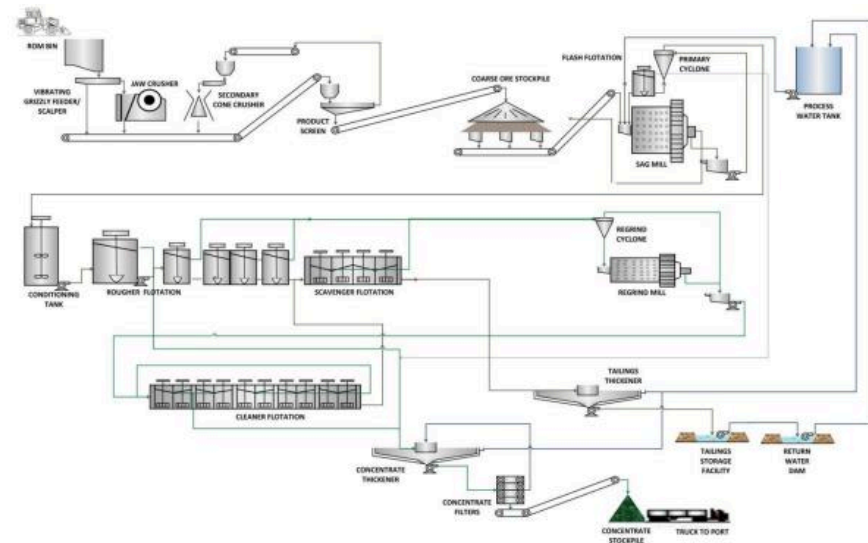 ROM BIN
VIBRATING
GRIZZLY FEEDER/
SCALPER
JAW CRUSHER
SECONDARY
CONE CRUSHER
PRODUCT
SCREEN
COARSE ORE STOCKPILE
FLASH FLOTATION
PRIMARY
CYCLONE
SAG MILL
PROCESS
WATER TANK
CONDITIONING
TANK
ROUGHER FLOTATION
SCAVENGER FLOTATION
REGRIND
CYCLONE
REGRIND MILL
CLEANER FLOTATION
TAILINGS
THICKENER
CONCENTRATE
THICKENER
CONCENTRATE
FILTERS
TAILINGS
STORAGE
FACILITY
RETURN
WATER
DAM
CONCENTRATE
STOCKPILE
TRUCK TO PORT